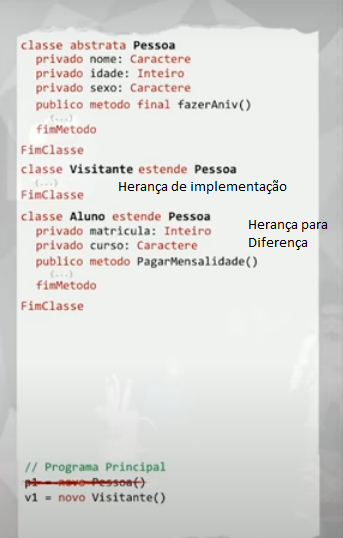 classe abstrata Pessoa
privado nome: Caractere
privado idade: Inteiro
privado sexo: Caractere
publico metodo final fazerAniv()
(...)
fimMetodo
FimClasse
classe Visitante estende Pessoa
(...)
Herança de implementação
FimClasse
classe Aluno estende Pessoa
privado matricula: Inteiro
privado curso: Caractere
Herança para
Diferença
publico metodo PagarMensalidade()
(...)
fimMetodo
FimClasse
// Programa Principal
p1 = novo Pessoa()
v1 = novo Visitante()